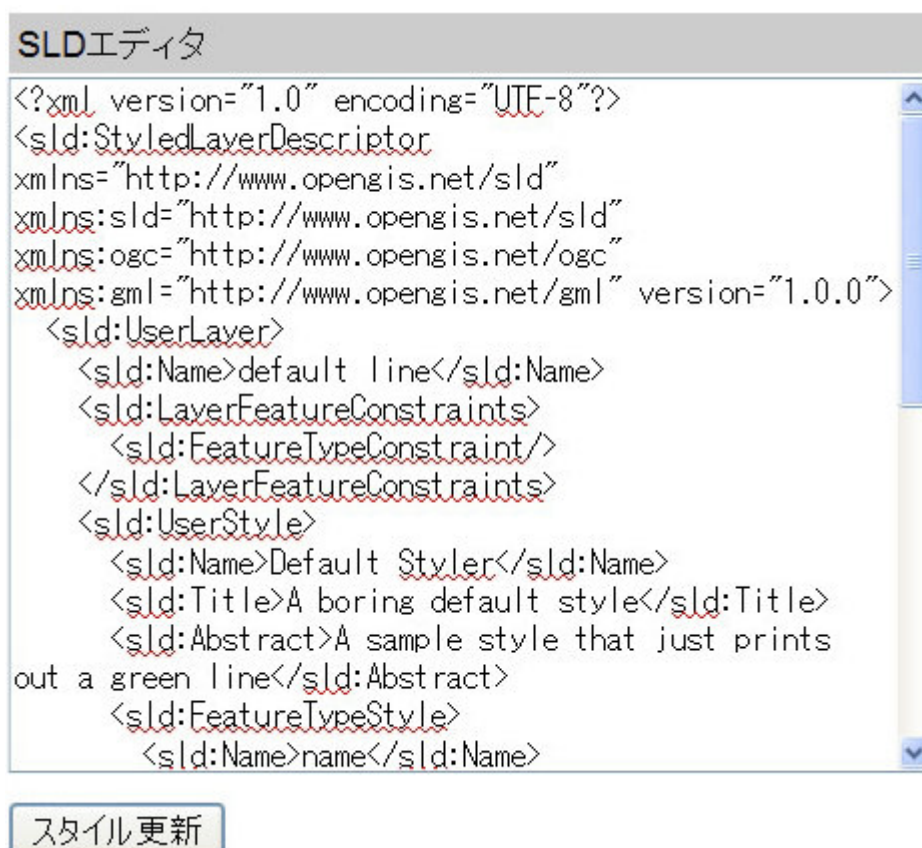 SLDエディタ
<?xml version="1.0" encoding="UTF-8"?>
<sld:StyledLayerDescriptor
xmlns="http://www.opengis.net/sld"
xmlns:sld="http://www.opengis.net/sld"
xmlns:ogc="http://www.opengis.net/ogc"
xmlns:gml="http://www.opengis.net/gml" version="1.0.0">
  <sld:UserLayer>
    <sld:Name>default line</sld:Name>
    <sld:LayerFeatureConstraints>
      <sld:FeatureTypeConstraint/>
    </sld:LayerFeatureConstraints>
    <sld:UserStyle>
      <sld:Name>Default Styler</sld:Name>
      <sld:Title>A boring default style</sld:Title>
      <sld:Abstract>A sample style that just prints
out a green line</sld:Abstract>
      <sld:FeatureTypeStyle>
        <sld:Name>name</sld:Name>
スタイル更新